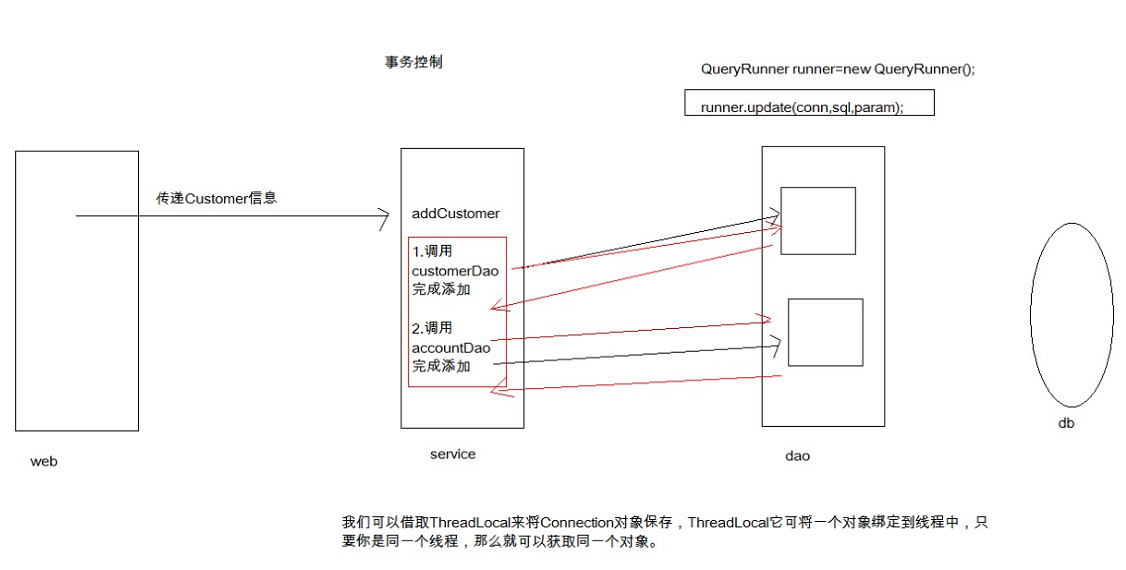 事务控制
QueryRunner runner=new QueryRunner();
runner.update(conn,sql,param);
传递Customer信息
addCustomer
1.调用
customerDao
完成添加
2.调用
accountDao
完成添加
web
service
dao
db
我们可以借取ThreadLocal来将Connection对象保存，ThreadLocal它可将一个对象绑定到线程中，只
要你是同一个线程，那么就可以获取同一个对象。